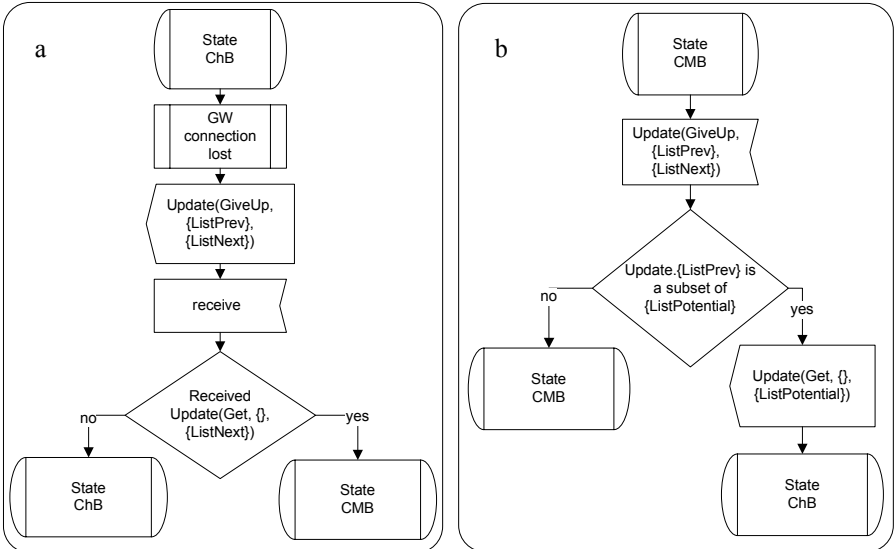 a
State
ChB
GW
connection
lost
Update(GiveUp,
{ListPrev},
{ListNext})
receive
Received
Update(Get, {},
{ListNext})
no
yes
State
ChB
State
CMB
b
State
CMB
Update(GiveUp,
{ListPrev},
{ListNext})
Update.{ListPrev} is
a subset of
{ListPotential}
no
yes
State
CMB
Update(Get, {},
{ListPotential})
State
ChB